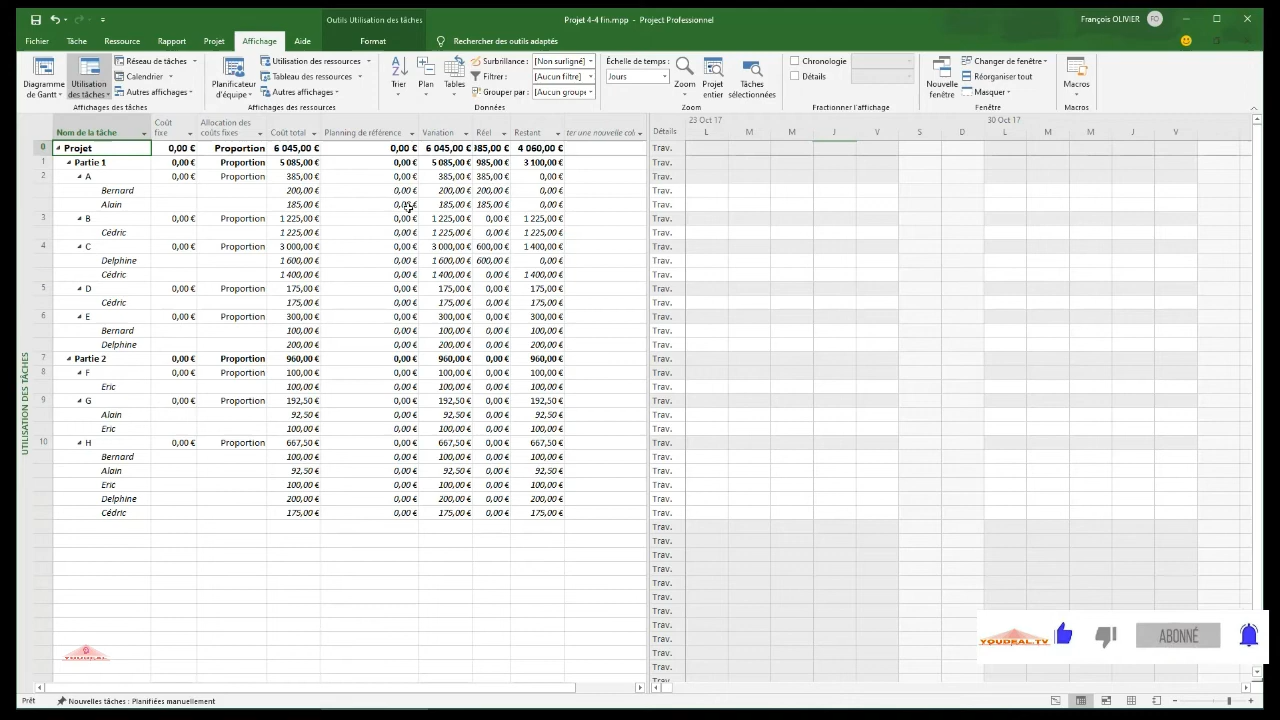 Outils Utilisation des tâches
Projet 4-4 fin.mpp - Project Professionnel
François OLIVIER FO
Fichier Tâche Ressource Rapport Projet Affichage Aide Format Rechercher des outils adaptés
Diagramme de Gantt
Utilisation des tâches
Réseau de tâches
Calendrier
Autres affichages
Affichages des tâches
Planificateur d'équipe
Utilisation des ressources
Tableau des ressources
Autres affichages
Affichages des ressources
Trier
Plan
Tables
Surbrillance: [Non surligné]
Filtrer: [Aucun filtre]
Grouper par: [Aucun groupe
Données
Échelle de temps:
Jours
Zoom
Projet entier
Tâches sélectionnées
Zoom
Chronologie
Détails
Fractionner l'affichage
Nouvelle fenêtre
Changer de fenêtre
Réorganiser tout
Masquer
Fenêtre
Macros
Macros
Nom de la tâche Coût fixe Allocation des coûts fixes Coût total Planning de référence Variation Réel Restant ter une nouvelle col Détails
23 Oct 17 30 Oct 17
L M M J V S D L M M J V
0 Projet 0,00 € Proportion 6 045,00 € 0,00 € 6 045,00 € 985,00 € 4 060,00 € Trav.
1 Partie 1 0,00 € Proportion 5 085,00 € 0,00 € 5 085,00 € 985,00 € 3 100,00 € Trav.
2 A 0,00 € Proportion 385,00 € 0,00 € 385,00 € 385,00 € 0,00 € Trav.
Bernard 200,00 € 0,00 € 200,00 € 200,00 € 0,00 € Trav.
Alain 185,00 € 0,00 € 185,00 € 185,00 € 0,00 € Trav.
3 B 0,00 € Proportion 1 225,00 € 0,00 € 1 225,00 € 0,00 € 1 225,00 € Trav.
Cédric 1 225,00 € 0,00 € 1 225,00 € 0,00 € 1 225,00 € Trav.
4 C 0,00 € Proportion 3 000,00 € 0,00 € 3 000,00 € 600,00 € 1 400,00 € Trav.
Delphine 1 600,00 € 0,00 € 1 600,00 € 600,00 € 0,00 € Trav.
Cédric 1 400,00 € 0,00 € 1 400,00 € 0,00 € 1 400,00 € Trav.
5 D 0,00 € Proportion 175,00 € 0,00 € 175,00 € 0,00 € 175,00 € Trav.
Cédric 175,00 € 0,00 € 175,00 € 0,00 € 175,00 € Trav.
6 E 0,00 € Proportion 300,00 € 0,00 € 300,00 € 0,00 € 300,00 € Trav.
Bernard 100,00 € 0,00 € 100,00 € 0,00 € 100,00 € Trav.
Delphine 200,00 € 0,00 € 200,00 € 0,00 € 200,00 € Trav.
7 Partie 2 0,00 € Proportion 960,00 € 0,00 € 960,00 € 0,00 € 960,00 € Trav.
8 F 0,00 € Proportion 100,00 € 0,00 € 100,00 € 0,00 € 100,00 € Trav.
Eric 100,00 € 0,00 € 100,00 € 0,00 € 100,00 € Trav.
9 G 0,00 € Proportion 192,50 € 0,00 € 192,50 € 0,00 € 192,50 € Trav.
Alain 92,50 € 0,00 € 92,50 € 0,00 € 92,50 € Trav.
Eric 100,00 € 0,00 € 100,00 € 0,00 € 100,00 € Trav.
10 H 0,00 € Proportion 667,50 € 0,00 € 667,50 € 0,00 € 667,50 € Trav.
Bernard 100,00 € 0,00 € 100,00 € 0,00 € 100,00 € Trav.
Alain 92,50 € 0,00 € 92,50 € 0,00 € 92,50 € Trav.
Eric 100,00 € 0,00 € 100,00 € 0,00 € 100,00 € Trav.
Delphine 200,00 € 0,00 € 200,00 € 0,00 € 200,00 € Trav.
Cédric 175,00 € 0,00 € 175,00 € 0,00 € 175,00 € Trav.
Trav.
Trav.
Trav.
Trav.
Trav.
Trav.
Trav.
Trav.
Trav.
Trav.
Trav.
Trav.
UTILISATION DES TÂCHES
YOUDREAL
YOUDREAL TV
ABONNÉ
Prêt Nouvelles tâches : Planifiées manuellement